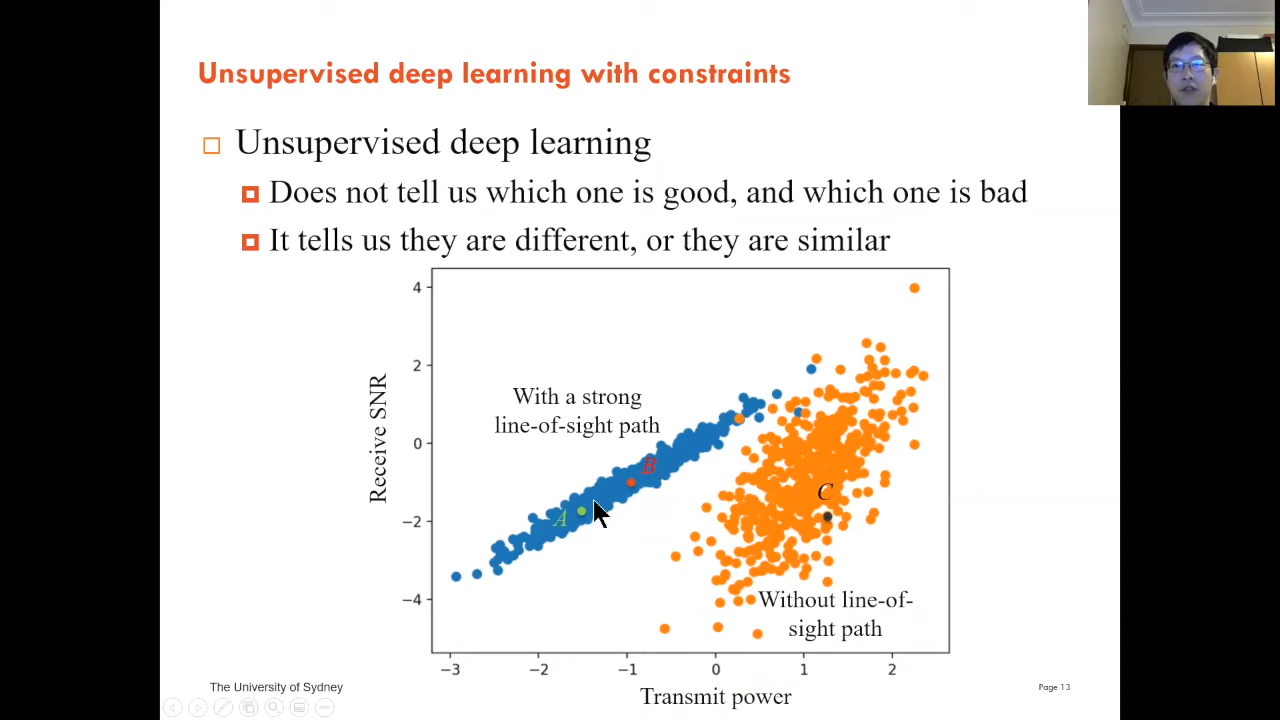 Unsupervised deep learning with constraints
Unsupervised deep learning
Does not tell us which one is good, and which one is bad
It tells us they are different, or they are similar
4
2
0
−2
−4
Receive SNR
With a strong
line-of-sight path
B
A
C
Without line-of-
sight path
−3
−2
−1
0
1
2
Transmit power
The University of Sydney
Page 13